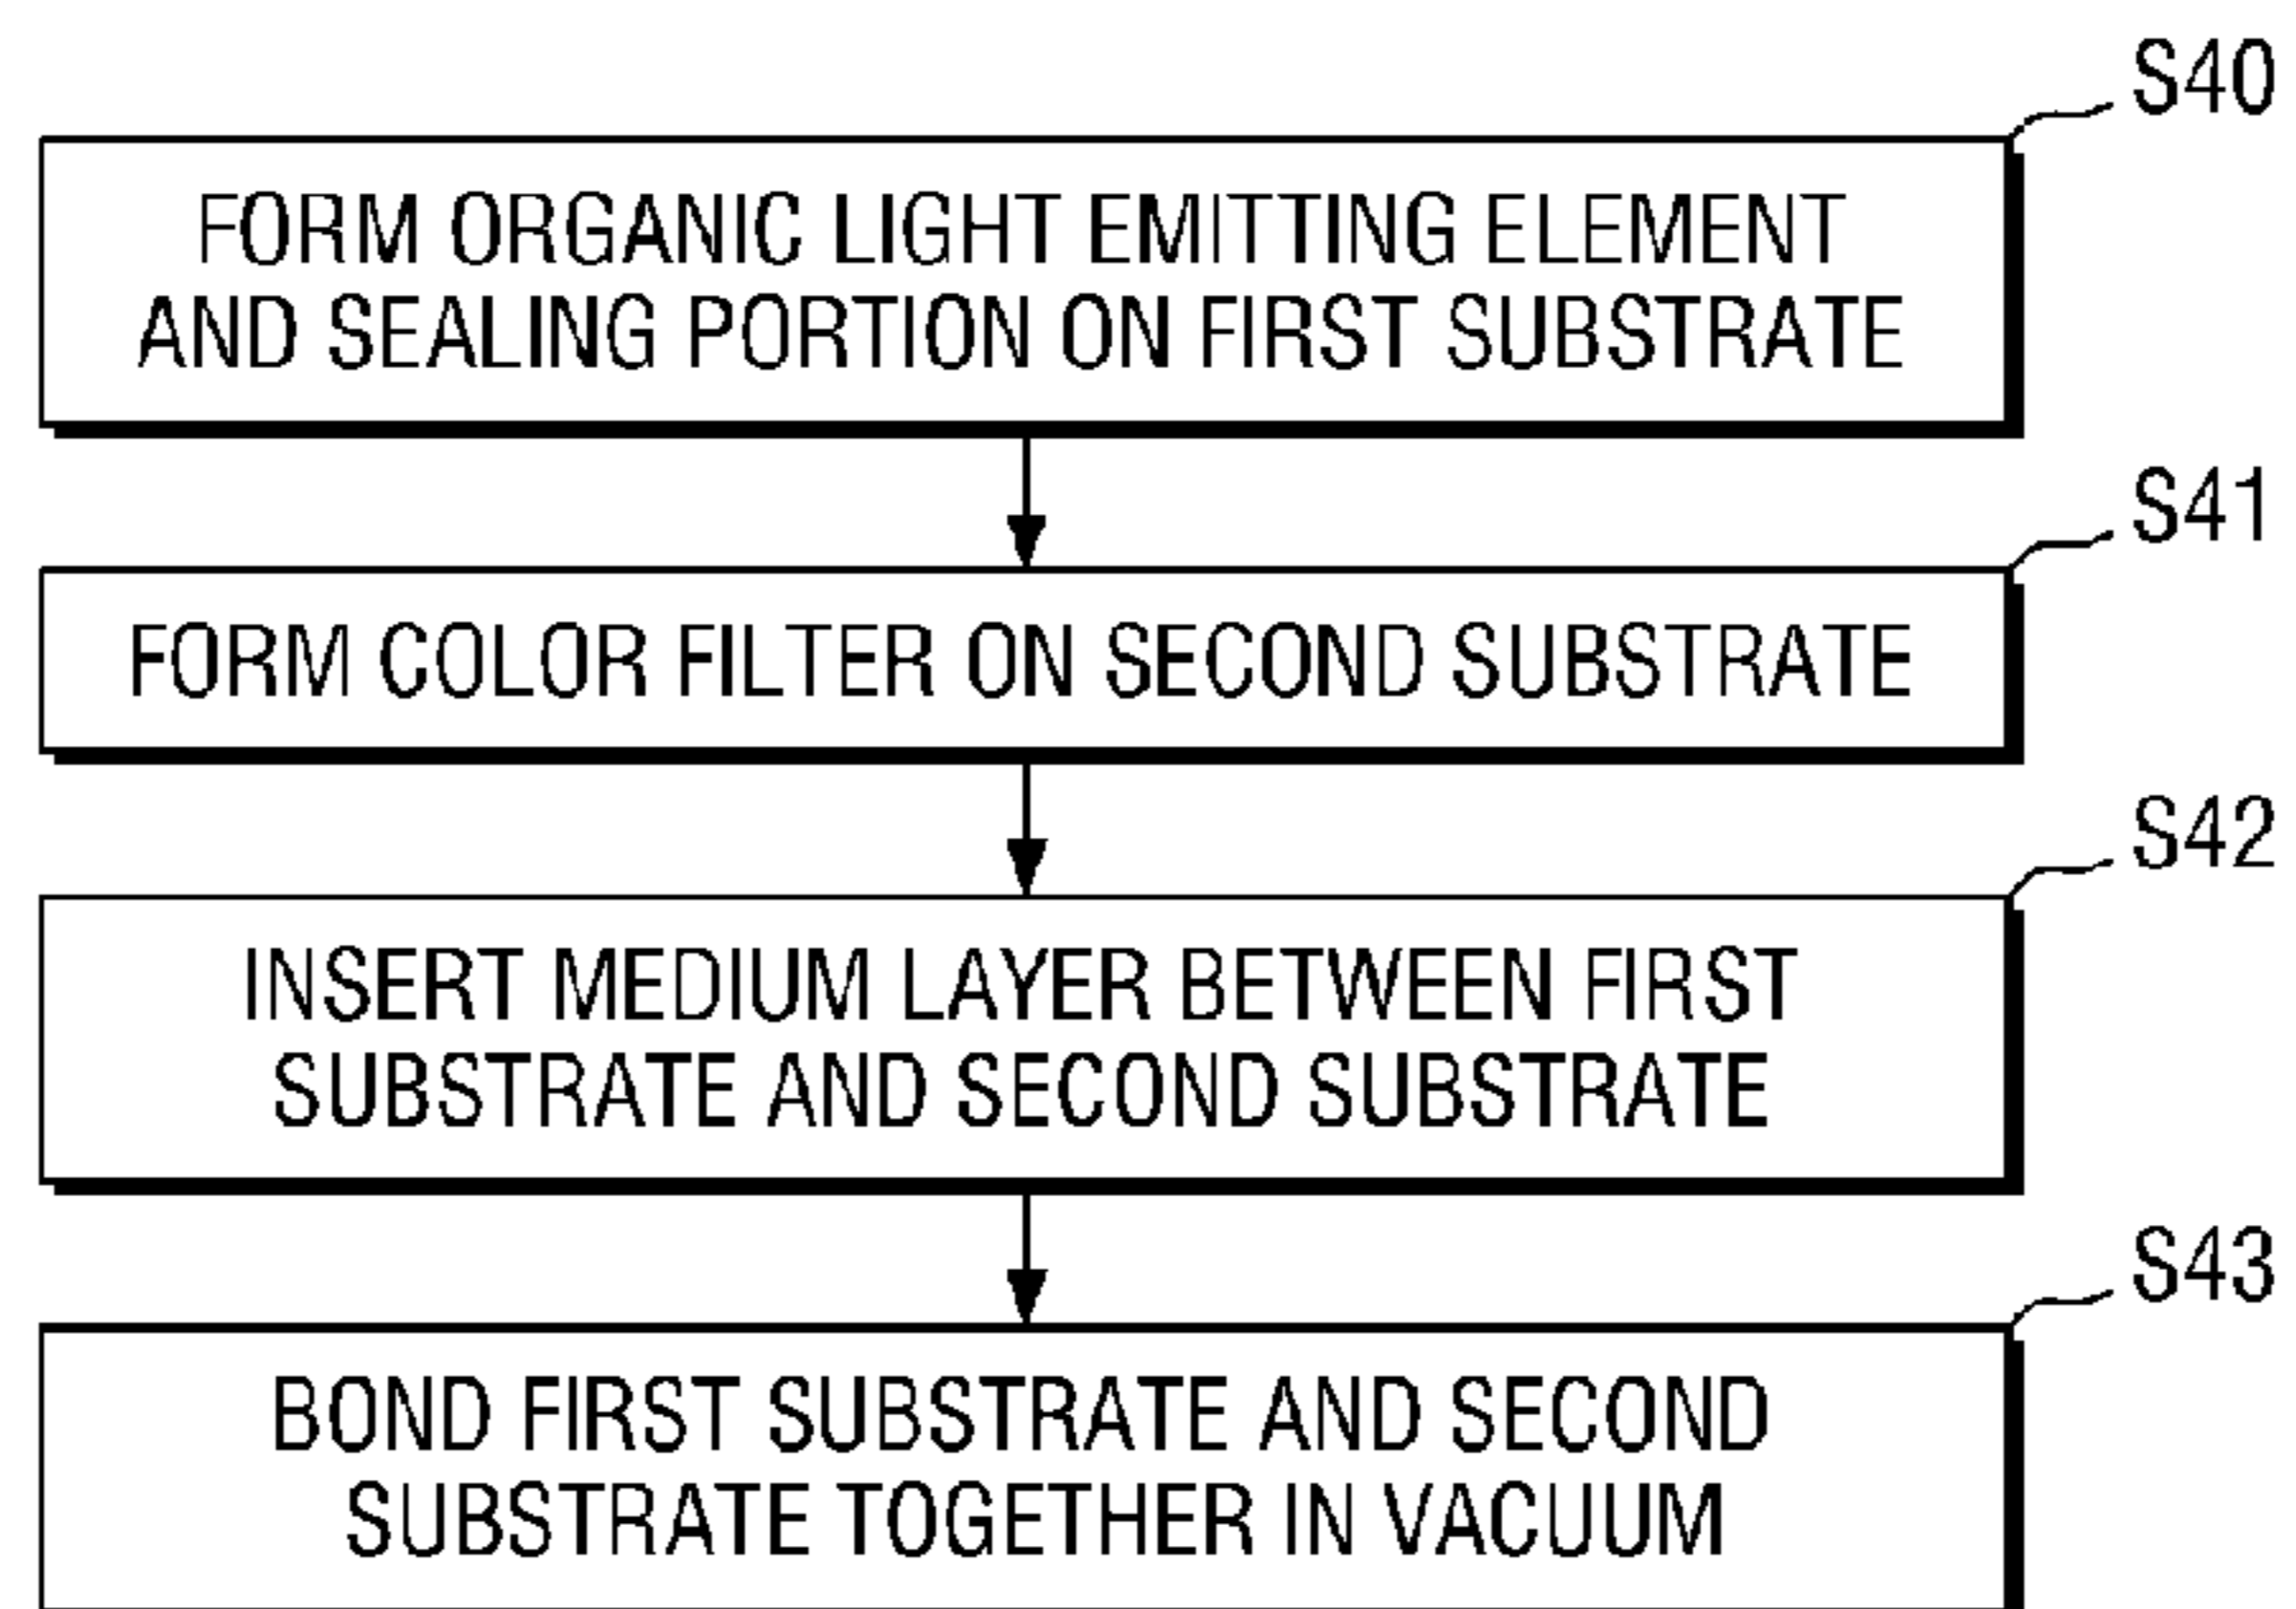 S40
FORM ORGANIC LIGHT EMITTING ELEMENT
AND SEALING PORTION ON FIRST SUBSTRATE
S41
FORM COLOR FILTER ON SECOND SUBSTRATE
S42
INSERT MEDIUM LAYER BETWEEN FIRST
SUBSTRATE AND SECOND SUBSTRATE
S43
BOND FIRST SUBSTRATE AND SECOND
SUBSTRATE TOGETHER IN VACUUM